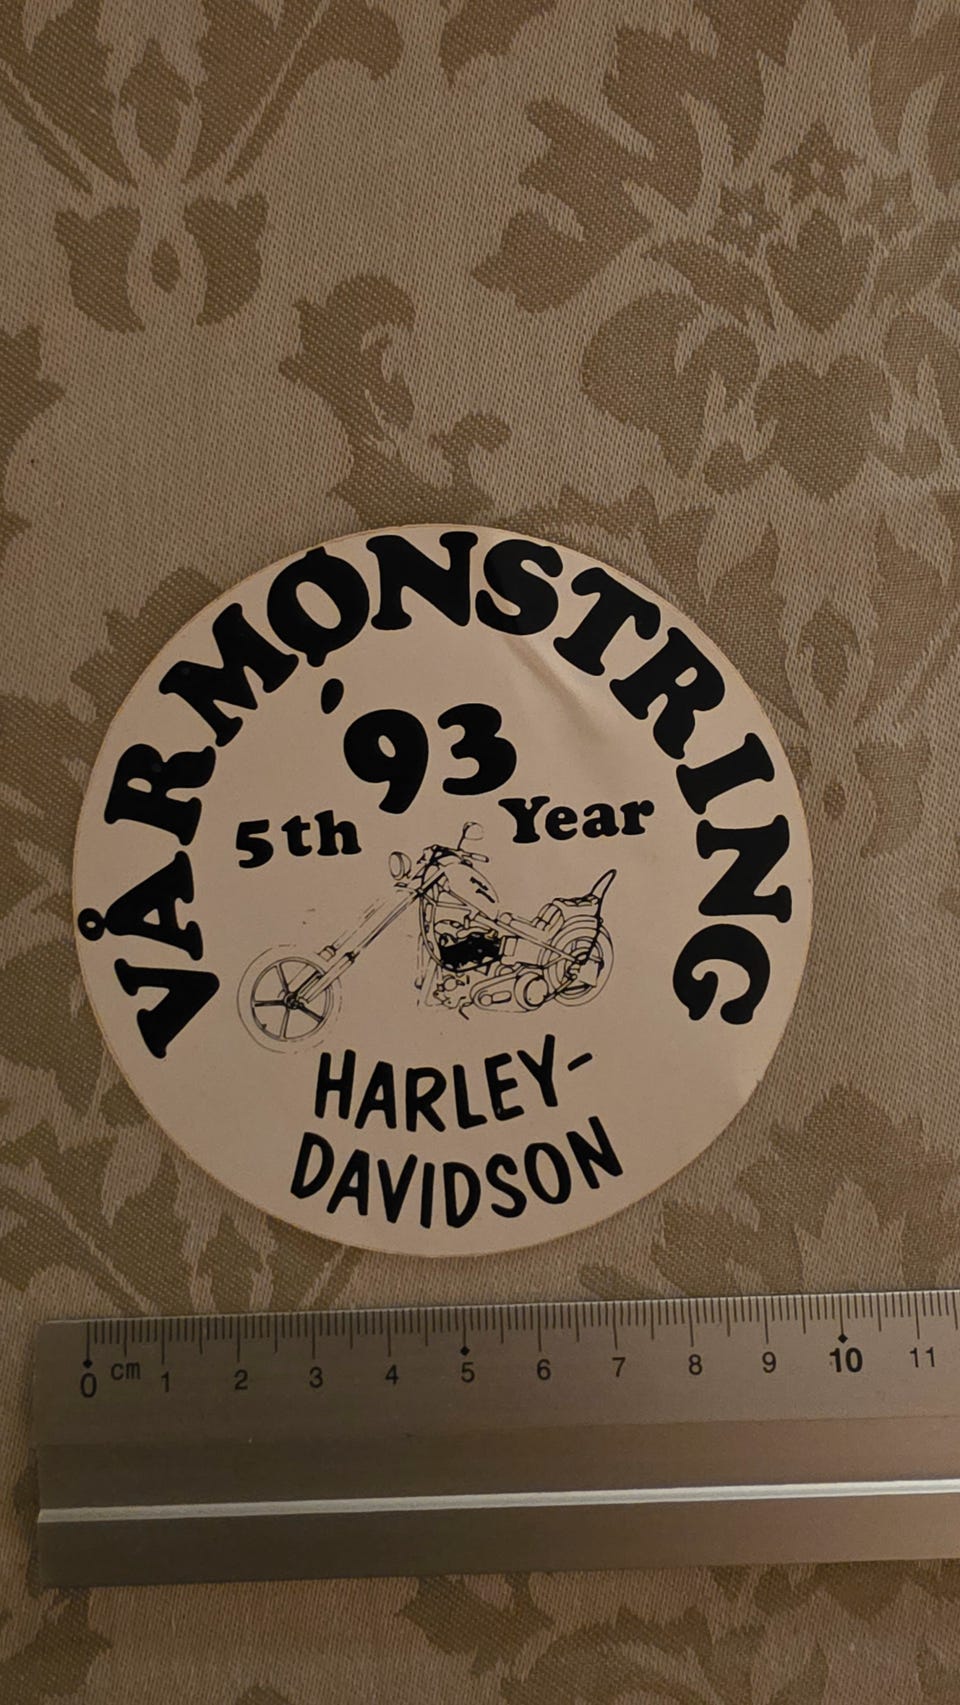 VÅRMØNSTRING
'93
5th Year
HARLEY-
DAVIDSON
0 cm 1 2 3 4 5 6 7 8 9 10 11